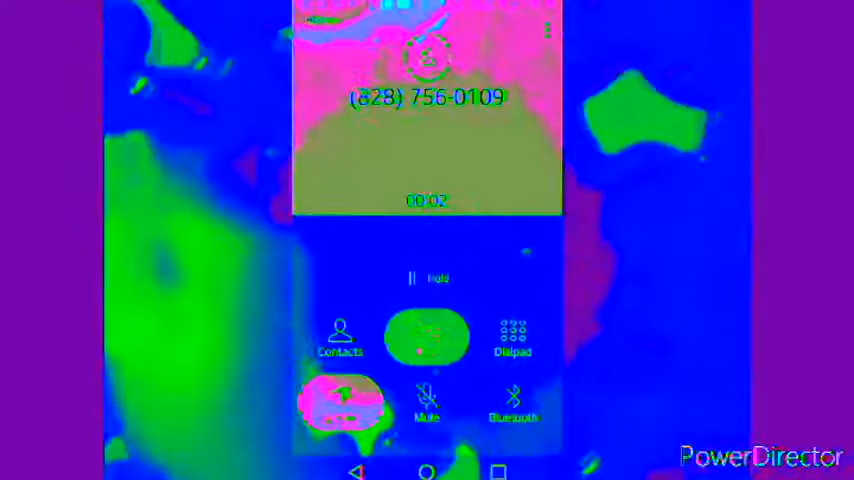 (828) 756-0109
00:02
Hold
Contacts
Dialpad
Mute
Bluetooth
PowerDirector